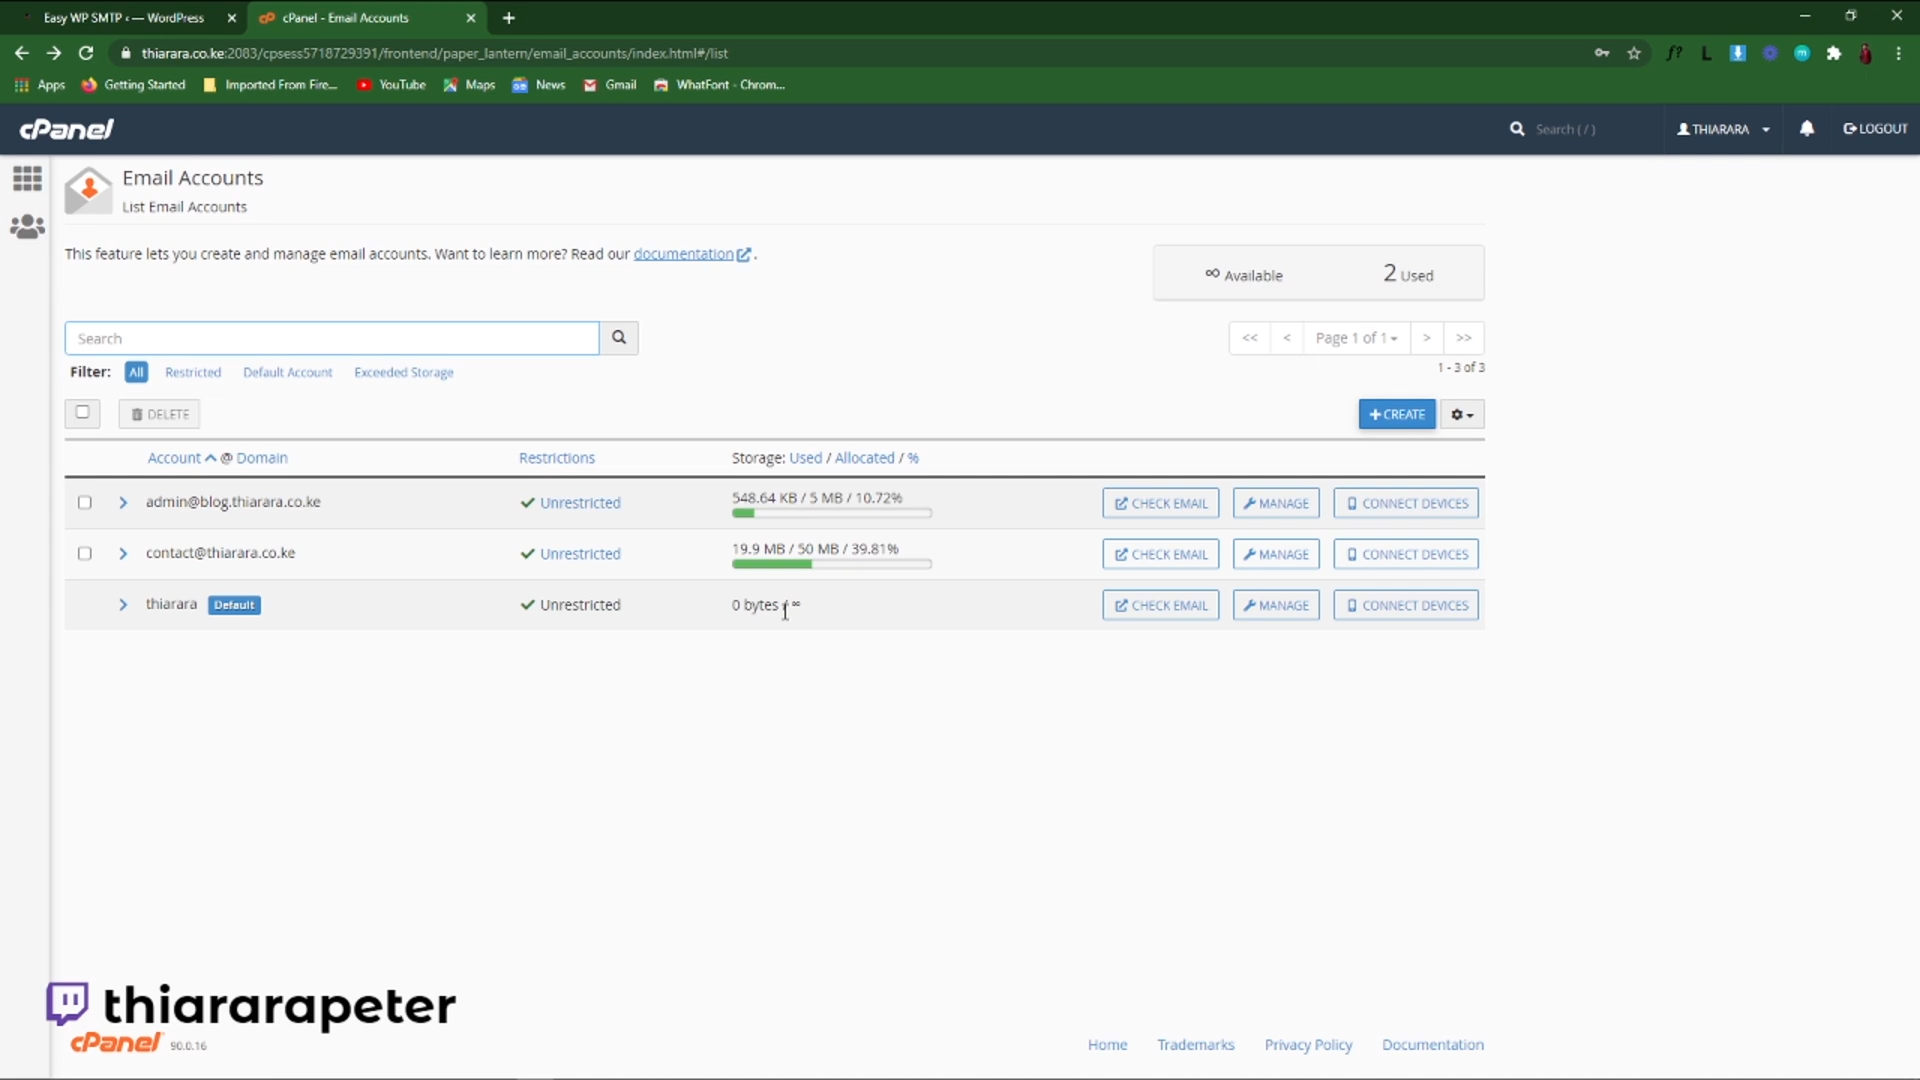 Easy WP SMTP ‹ — WordPress
cPanel - Email Accounts
thiarara.co.ke:2083/cpsess5718729391/frontend/paper_lantern/email_accounts/index.html#/list
f?
L
m
Apps
Getting Started
Imported From Fire...
YouTube
Maps
News
Gmail
WhatFont - Chrom...
cPanel
Search ( / )
THIARARA
LOGOUT
Email Accounts
List Email Accounts
This feature lets you create and manage email accounts. Want to learn more? Read our documentation .
∞ Available
2 Used
Search
<<
<
Page 1 of 1
>
>>
Filter:
All
Restricted
Default Account
Exceeded Storage
1 - 3 of 3
DELETE
+ CREATE
Account @ Domain
Restrictions
Storage: Used / Allocated / %
admin@blog.thiarara.co.ke
Unrestricted
548.64 KB / 5 MB / 10.72%
CHECK EMAIL
MANAGE
CONNECT DEVICES
contact@thiarara.co.ke
Unrestricted
19.9 MB / 50 MB / 39.81%
CHECK EMAIL
MANAGE
CONNECT DEVICES
thiarara
Default
Unrestricted
0 bytes / ∞
CHECK EMAIL
MANAGE
CONNECT DEVICES
thiararapeter
cPanel
90.0.16
Home
Trademarks
Privacy Policy
Documentation